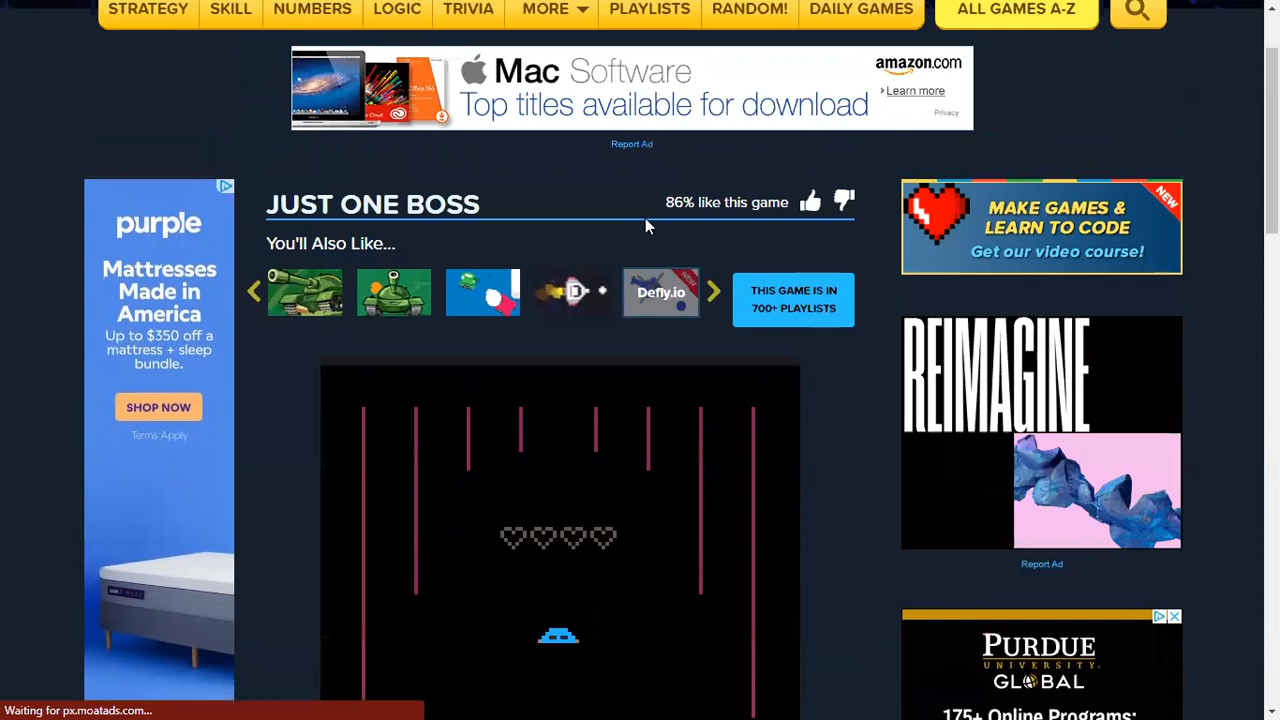 STRATEGY SKILL NUMBERS LOGIC TRIVIA MORE PLAYLISTS RANDOM! DAILY GAMES ALL GAMES A-Z
Mac Software
Top titles available for download
amazon.com
Learn more
Privacy
Report Ad
purple
Mattresses
Made in
America
Up to $350 off a
mattress + sleep
bundle.
SHOP NOW
Terms Apply
JUST ONE BOSS
86% like this game
You'll Also Like...
Defly.io
NEW
THIS GAME IS IN
700+ PLAYLISTS
MAKE GAMES &
LEARN TO CODE
Get our video course!
NEW
REIMAGINE
Report Ad
PURDUE
UNIVERSITY
GLOBAL
175+ Online Programs:
Waiting for px.moatads.com...